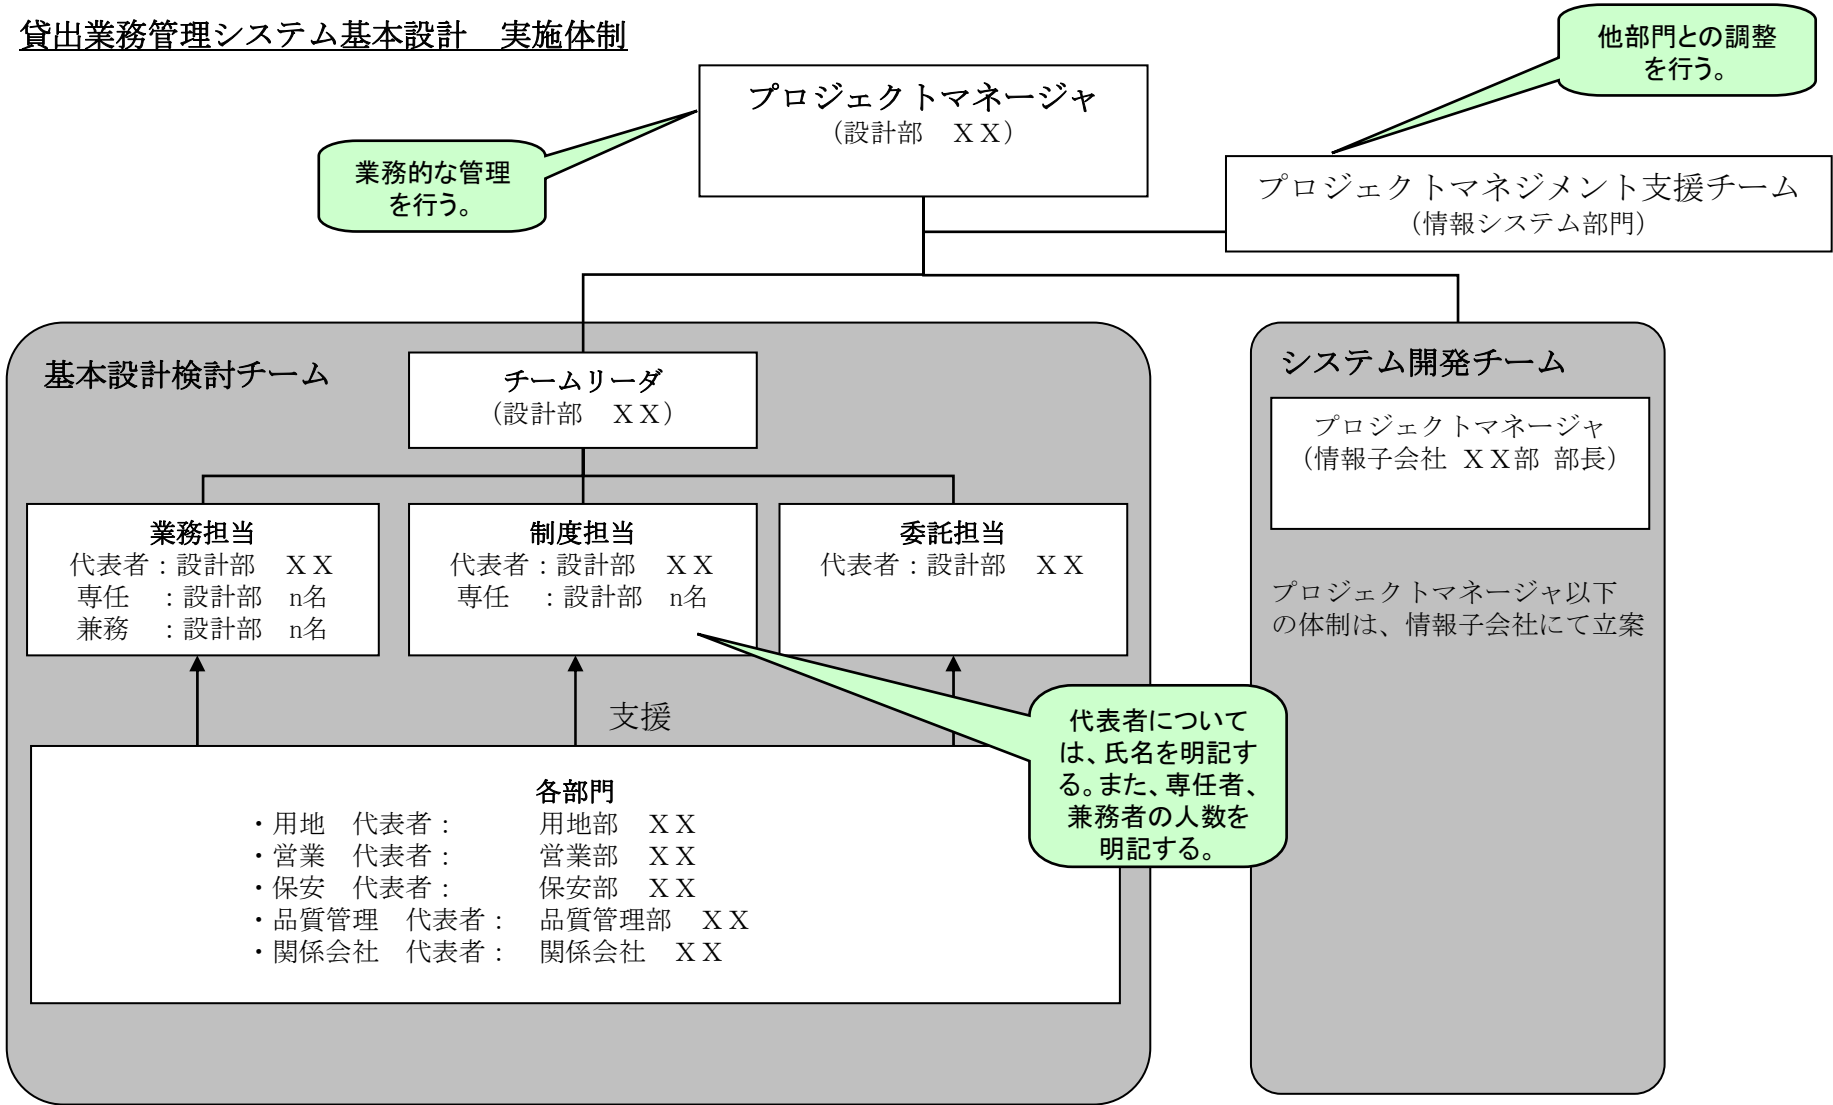 貸出業務管理システム基本設計　実施体制
他部門との調整
を行う。
プロジェクトマネージャ
（設計部　ＸＸ）
業務的な管理
を行う。
プロジェクトマネジメント支援チーム
（情報システム部門）
基本設計検討チーム
チームリーダ
（設計部　ＸＸ）
業務担当
代表者：設計部　ＸＸ
専任　：設計部　n名
兼務　：設計部　n名
制度担当
代表者：設計部　ＸＸ
専任　：設計部　n名
委託担当
代表者：設計部　ＸＸ
支援
代表者について
は、氏名を明記す
る。また、専任者、
兼務者の人数を
明記する。
各部門
・用地　代表者：　用地部　ＸＸ
・営業　代表者：　営業部　ＸＸ
・保安　代表者：　保安部　ＸＸ
・品質管理　代表者：　品質管理部　ＸＸ
・関係会社　代表者：　関係会社　ＸＸ
システム開発チーム
プロジェクトマネージャ
（情報子会社 ＸＸ部 部長）
プロジェクトマネージャ以下
の体制は、情報子会社にて立案